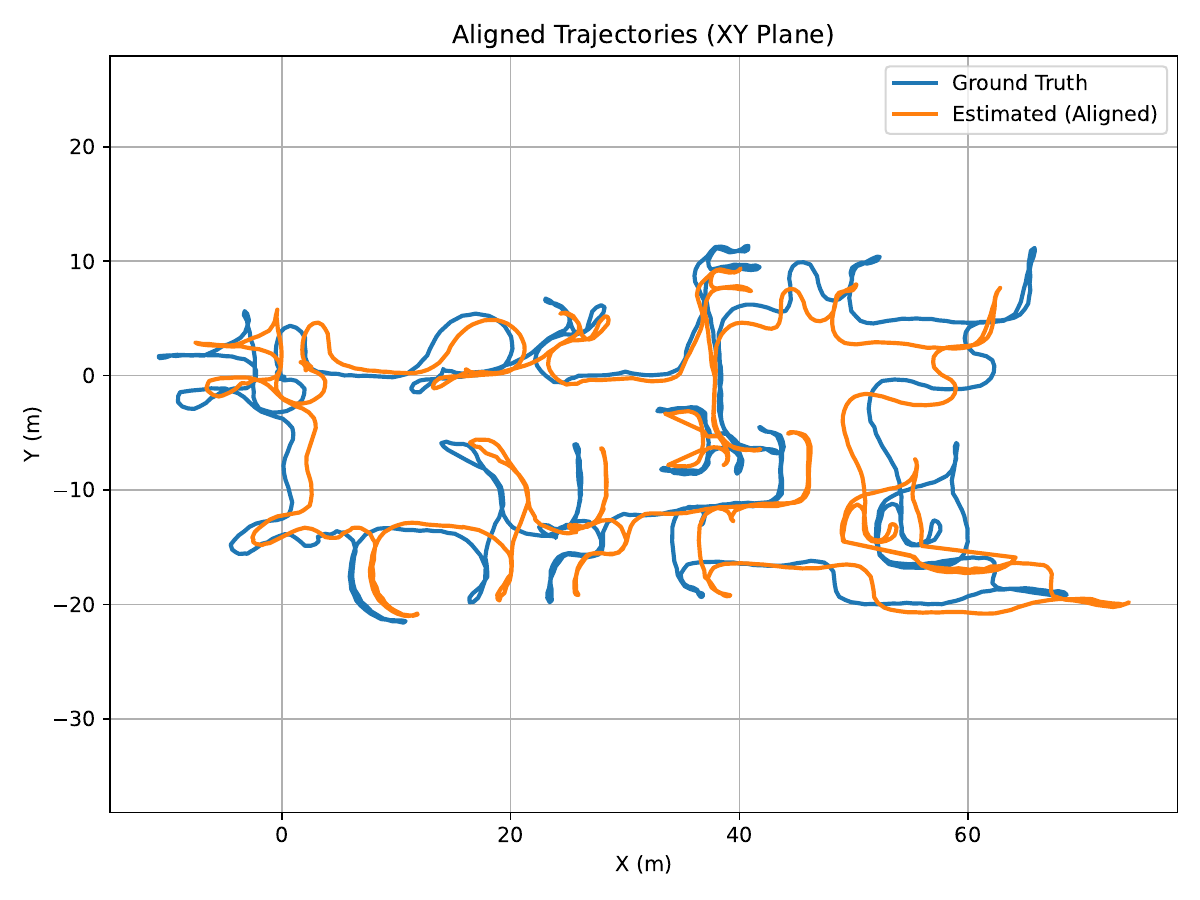 Aligned Trajectories (XY Plane)
Ground Truth
Estimated (Aligned)
20
10
0
−10
−20
−30
Y (m)
0
20
40
60
X (m)